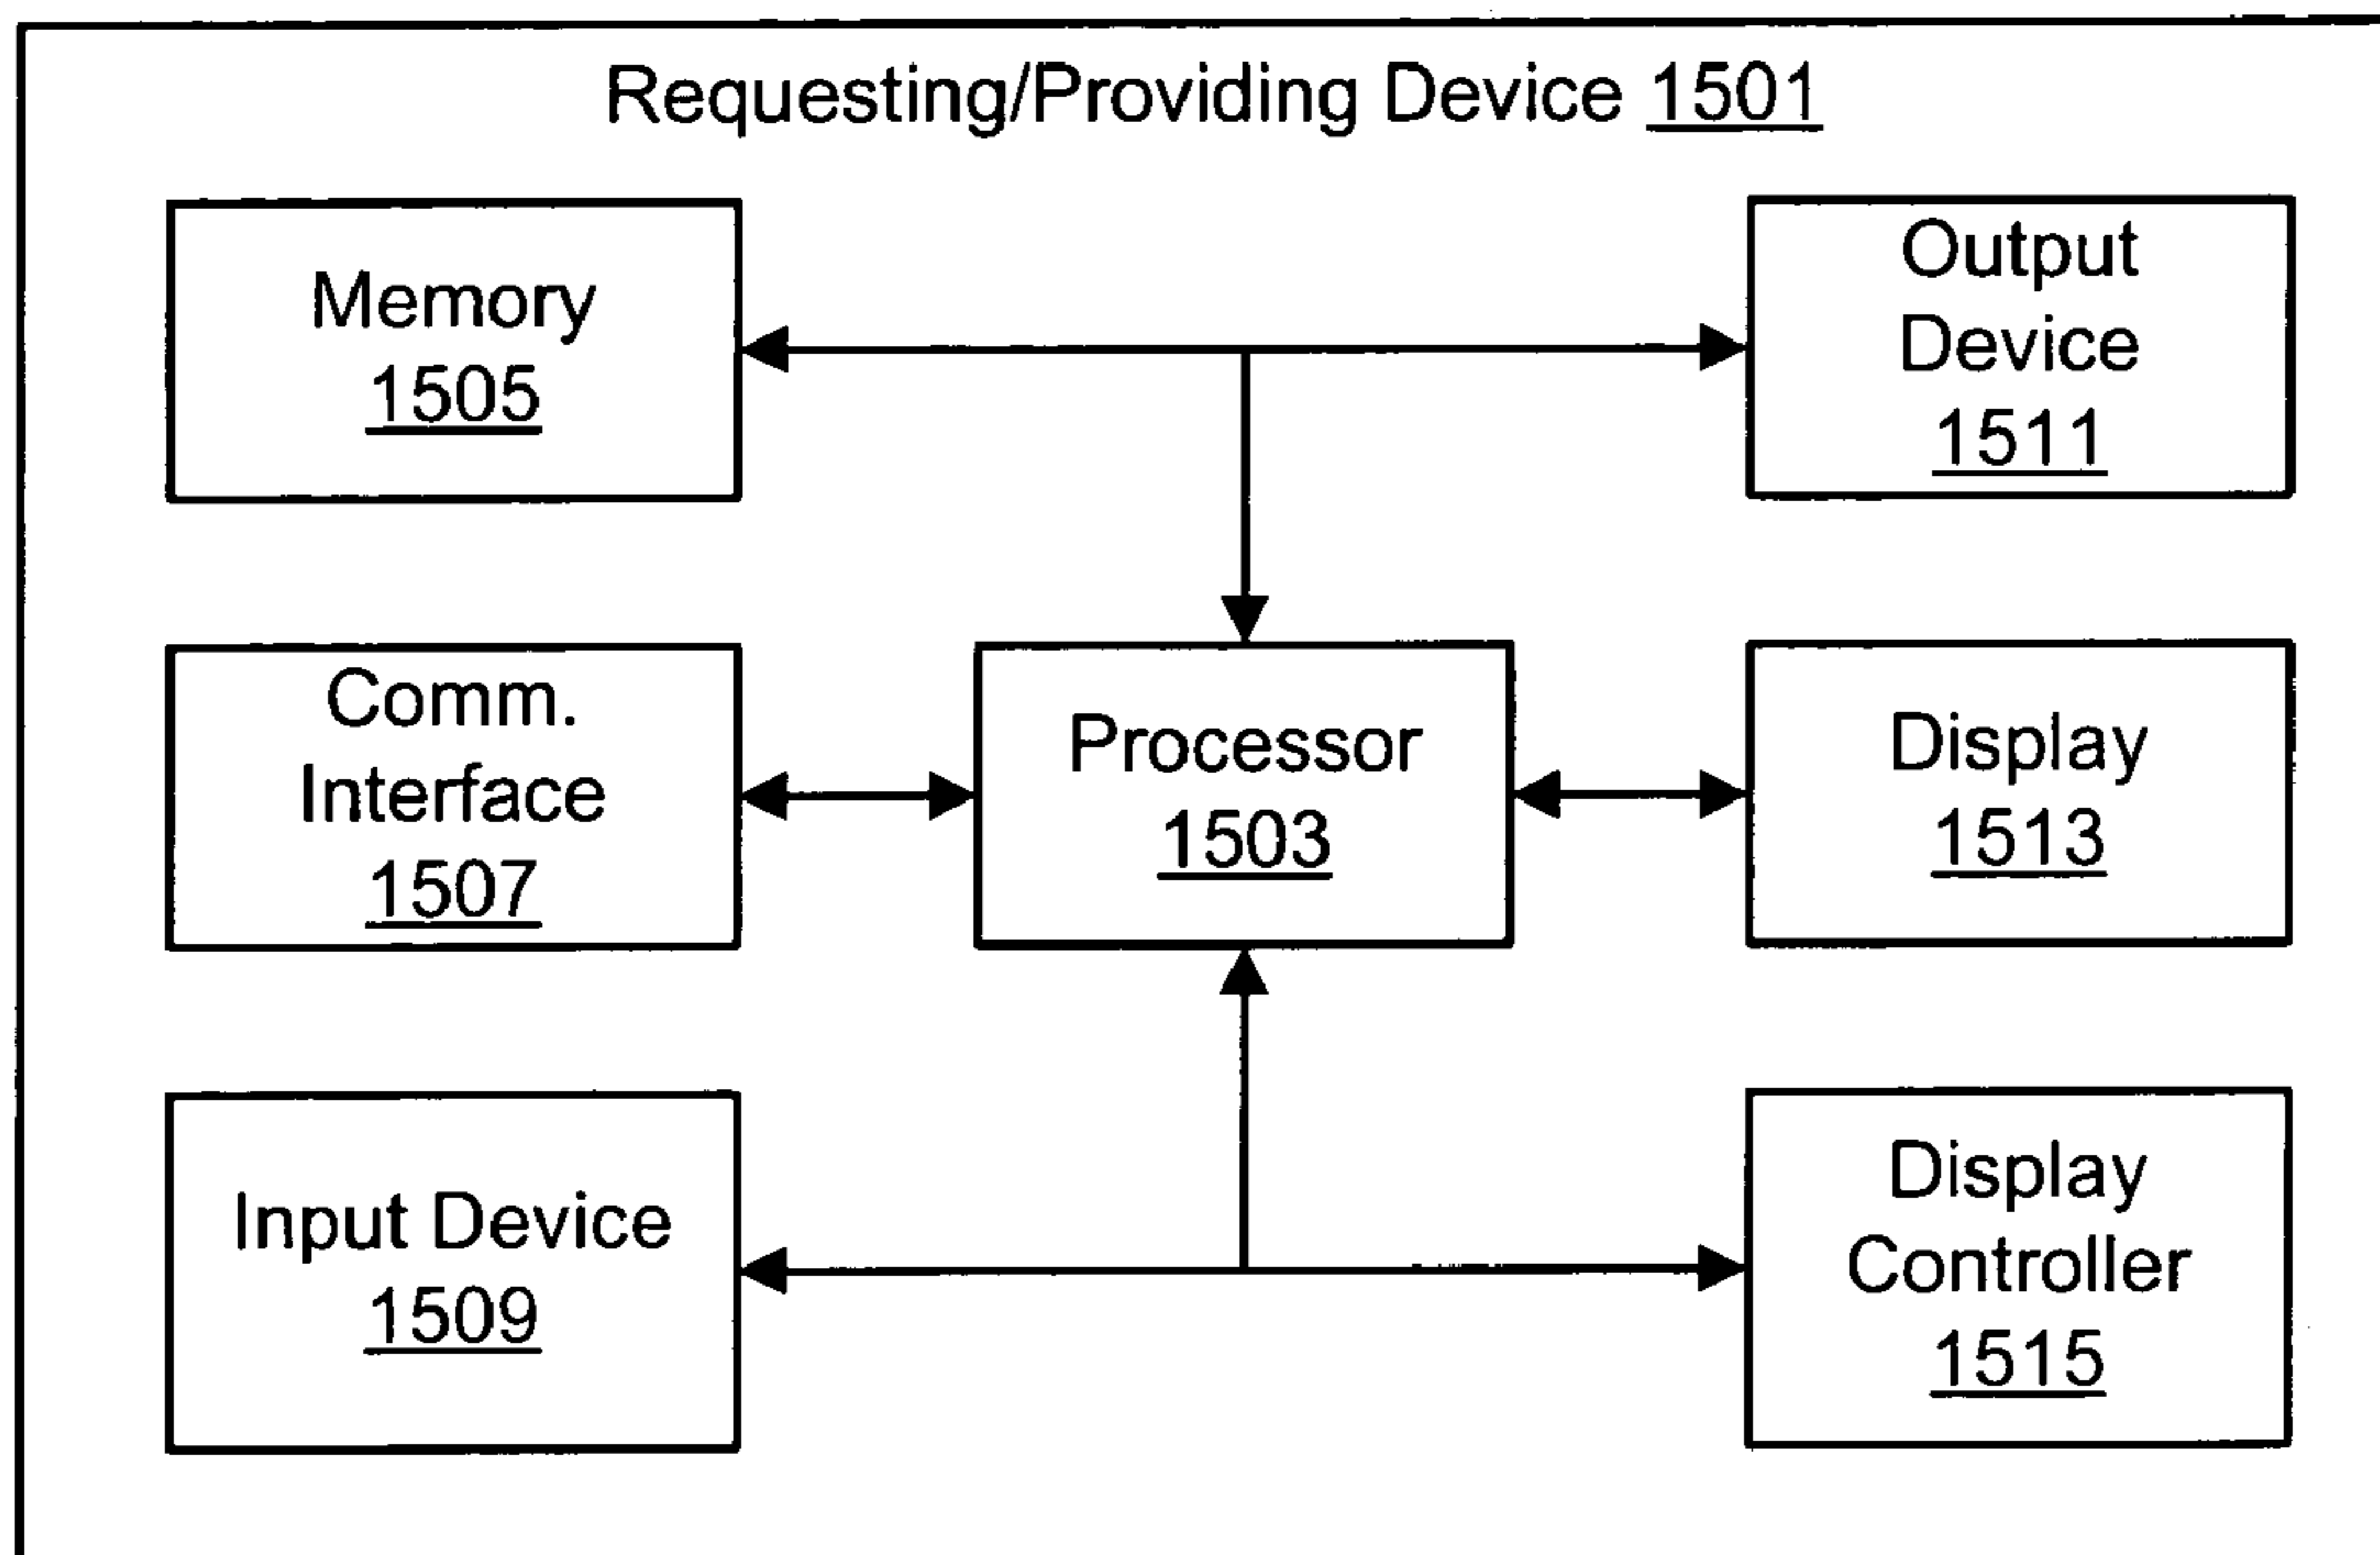 Requesting/Providing Device 1501
Memory
1505
Output
Device
1511
Comm.
Interface
1507
Processor
1503
Display
1513
Input Device
1509
Display
Controller
1515